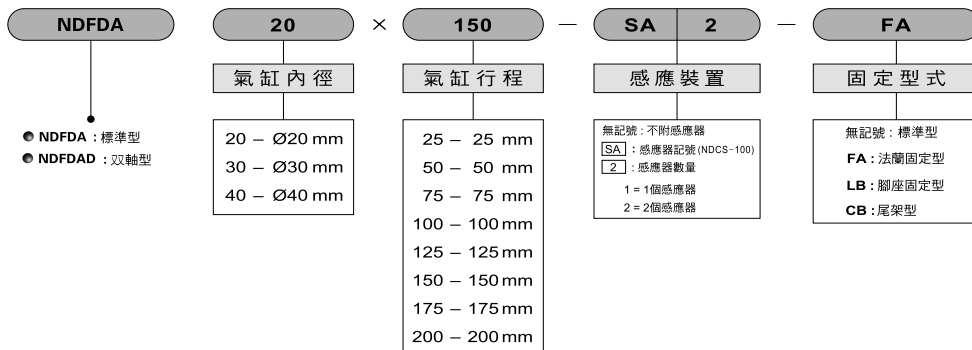 NDFDA 20 × 150 — SA 2 — FA
氣缸內徑 氣缸行程 感應裝置 固定型式
NDFDA : 標準型
NDFDAD : 双軸型
20 – Ø20 mm
30 – Ø30 mm
40 – Ø40 mm
25 – 25 mm
50 – 50 mm
75 – 75 mm
100 – 100 mm
125 – 125 mm
150 – 150 mm
175 – 175 mm
200 – 200 mm
無記號 : 不附感應器
SA : 感應器記號 (NDCS-100)
2 : 感應器數量
1 = 1個感應器
2 = 2個感應器
無記號 : 標準型
FA : 法蘭固定型
LB : 腳座固定型
CB : 尾架型